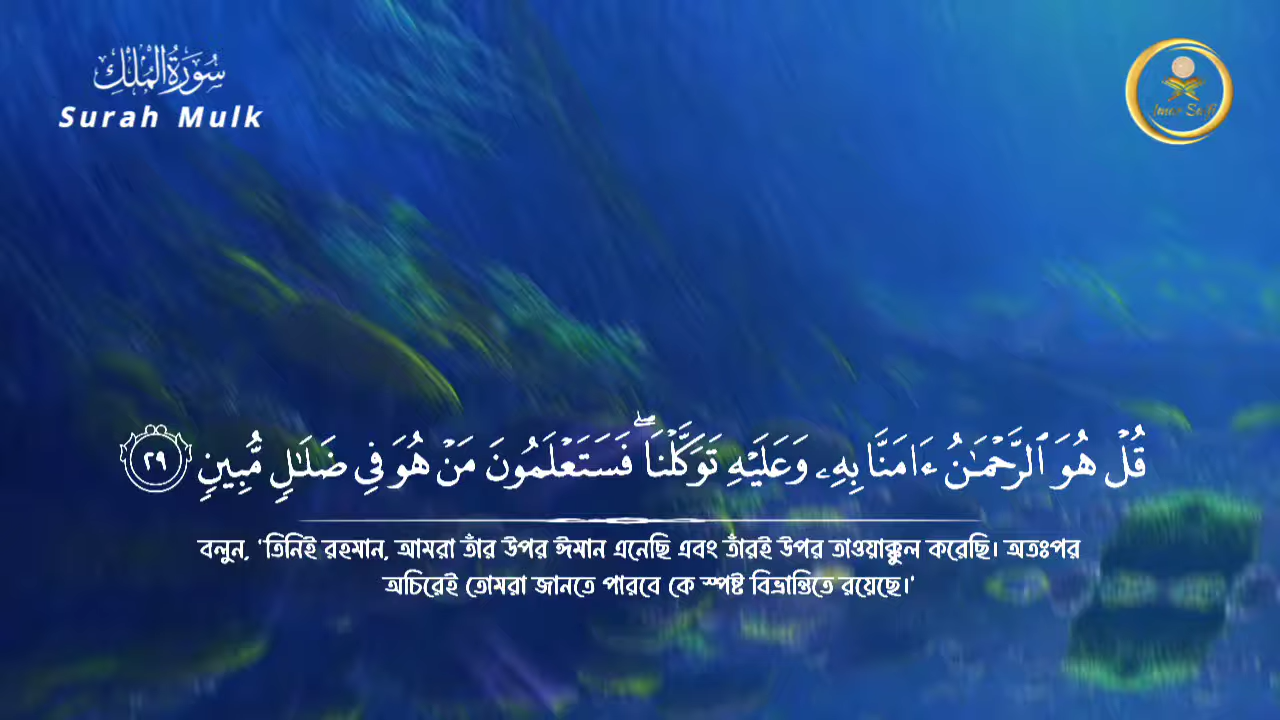 سُورَةُ المُلْكِ
Surah Mulk
قُلْ هُوَ ٱلرَّحْمَـٰنُ ءَامَنَّا بِهِۦ وَعَلَيْهِ تَوَكَّلْنَا ۖ فَسَتَعْلَمُونَ مَنْ هُوَ فِى ضَلَـٰلٍ مُّبِينٍ ٢٩
বলুন, ‘তিনিই রহমান, আমরা তাঁর উপর ঈমান এনেছি এবং তাঁরই উপর তাওয়াক্কুল করেছি। অতঃপর
অচিরেই তোমরা জানতে পারবে কে স্পষ্ট বিভ্রান্তিতে রয়েছে।’